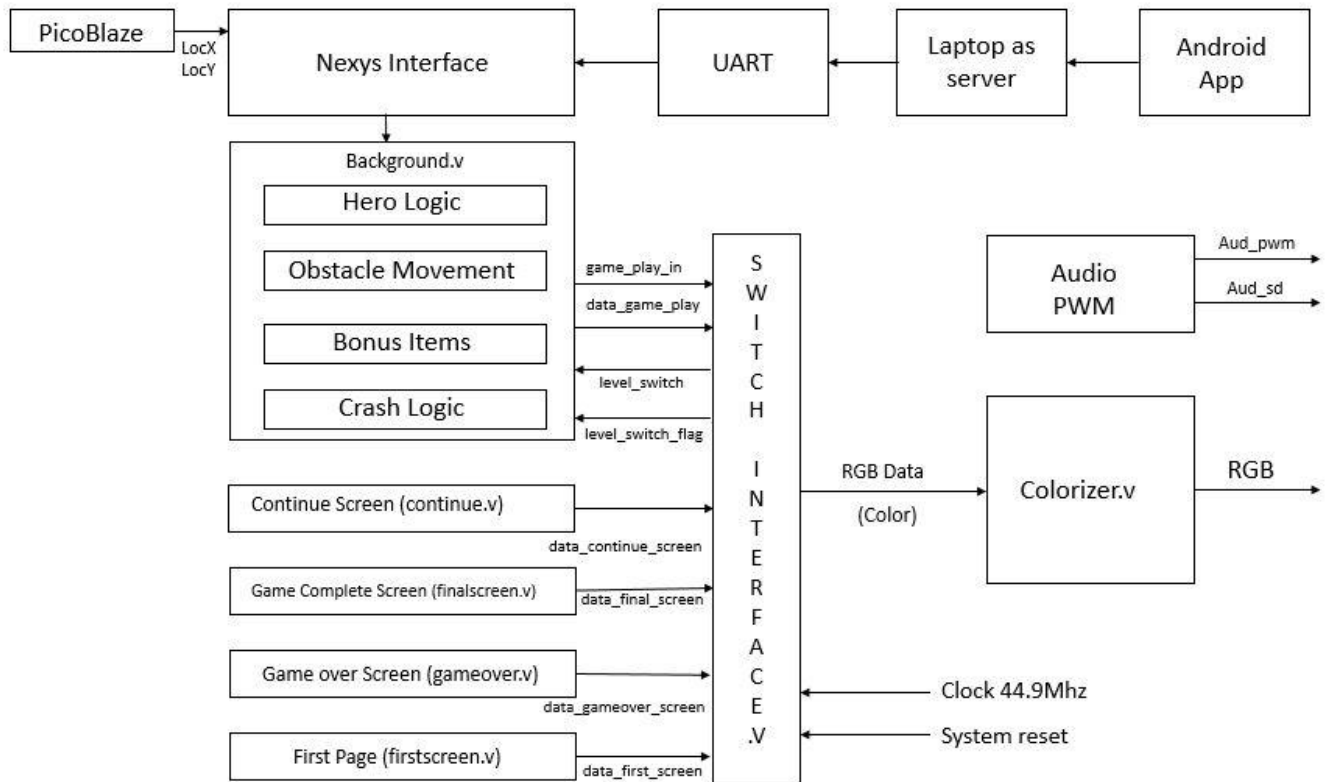 PicoBlaze
LocX
LocY
Nexys Interface
UART
Laptop as
server
Android
App
Background.v
Hero Logic
Obstacle Movement
Bonus Items
Crash Logic
game_play_in
data_game_play
level_switch
level_switch_flag
Continue Screen (continue.v)
data_continue_screen
Game Complete Screen (finalscreen.v)
data_final_screen
Game over Screen (gameover.v)
data_gameover_screen
First Page (firstscreen.v)
data_first_screen
SWITCH INTERFACE.V
Audio
PWM
Aud_pwm
Aud_sd
RGB Data
(Color)
Colorizer.v
RGB
Clock 44.9Mhz
System reset